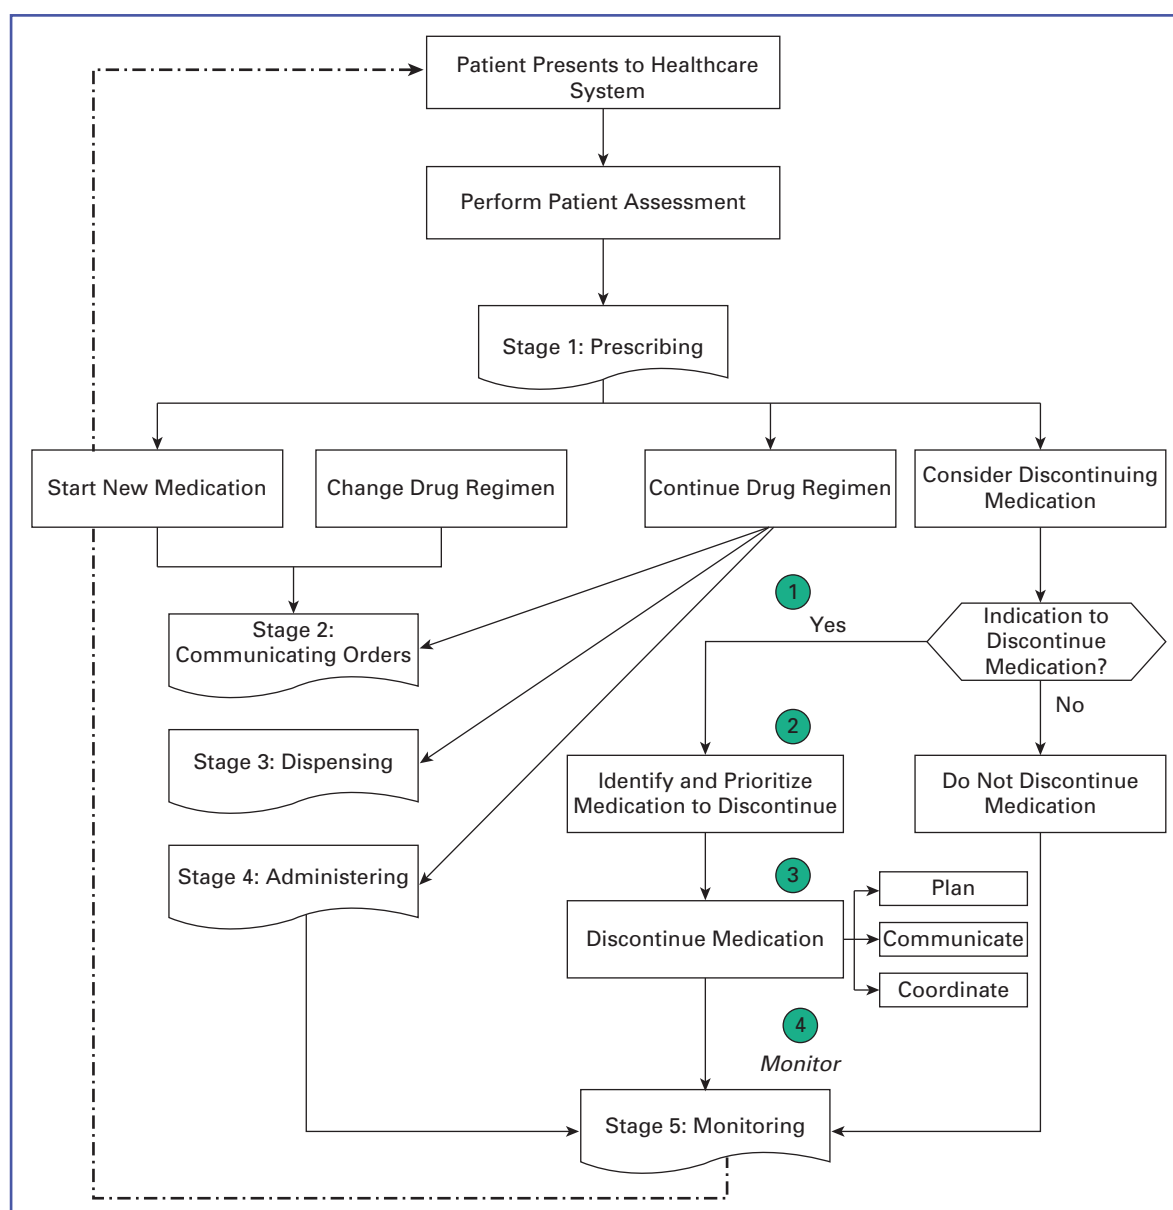 Patient Presents to Healthcare
System
Perform Patient Assessment
Stage 1: Prescribing
Start New Medication
Change Drug Regimen
Continue Drug Regimen
Consider Discontinuing
Medication
1
Yes
Indication to
Discontinue
Medication?
No
Stage 2:
Communicating Orders
2
Stage 3: Dispensing
Identify and Prioritize
Medication to Discontinue
Do Not Discontinue
Medication
Stage 4: Administering
3
Discontinue Medication
Plan
Communicate
Coordinate
4
Monitor
Stage 5: Monitoring